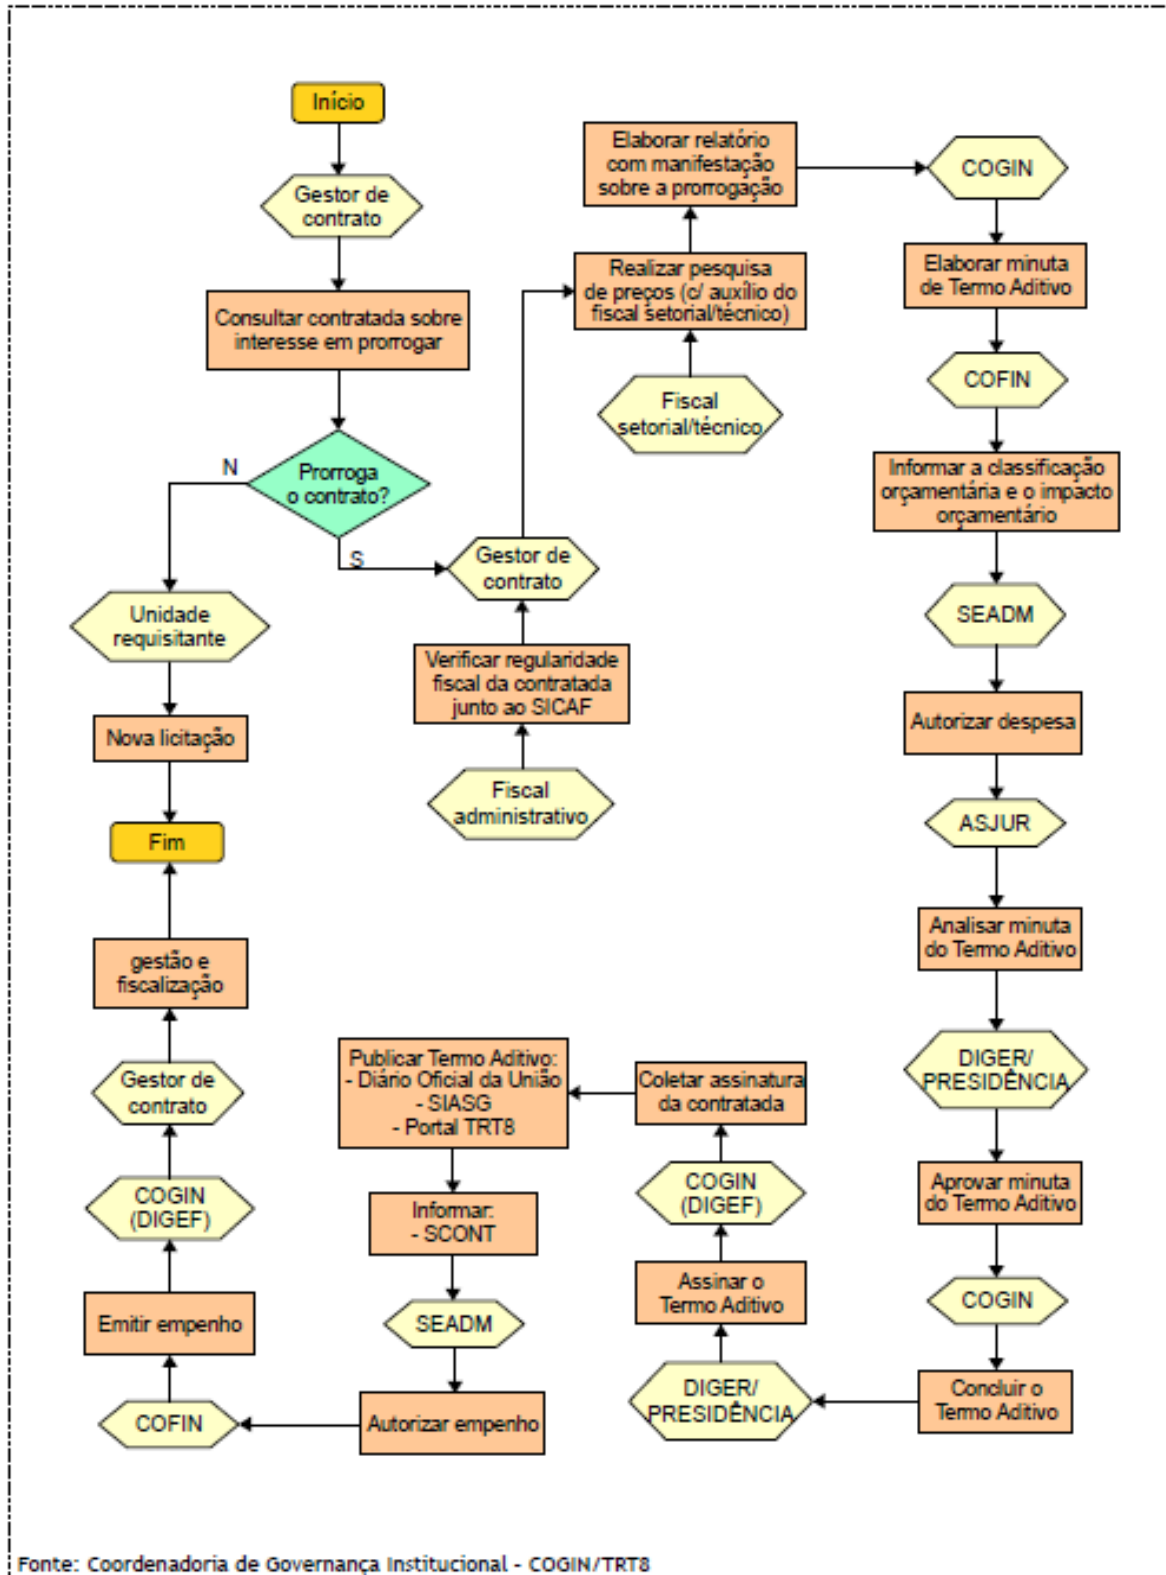 Início
Gestor de
contrato
Consultar contratada sobre
interesse em prorrogar
Prorroga
o contrato?
N
S
Unidade
requisitante
Nova licitação
Fim
Gestor de
contrato
Verificar regularidade
fiscal da contratada
junto ao SICAF
Fiscal
administrativo
Elaborar relatório
com manifestação
sobre a prorrogação
Realizar pesquisa
de preços (c/ auxílio do
fiscal setorial/técnico)
Fiscal
setorial/técnico
COGIN
Elaborar minuta
de Termo Aditivo
COFIN
Informar a classificação
orçamentária e o impacto
orçamentário
SEADM
Autorizar despesa
ASJUR
Analisar minuta
do Termo Aditivo
DIGER/
PRESIDÊNCIA
Aprovar minuta
do Termo Aditivo
COGIN
Concluir o
Termo Aditivo
DIGER/
PRESIDÊNCIA
Assinar o
Termo Aditivo
COGIN
(DIGEF)
Coletar assinatura
da contratada
Publicar Termo Aditivo:
- Diário Oficial da União
- SIASG
- Portal TRT8
Informar:
- SCONT
SEADM
Autorizar empenho
COFIN
Emitir empenho
COGIN
(DIGEF)
Gestor de
contrato
gestão e
fiscalização
Fonte: Coordenadoria de Governança Institucional - COGIN/TRT8